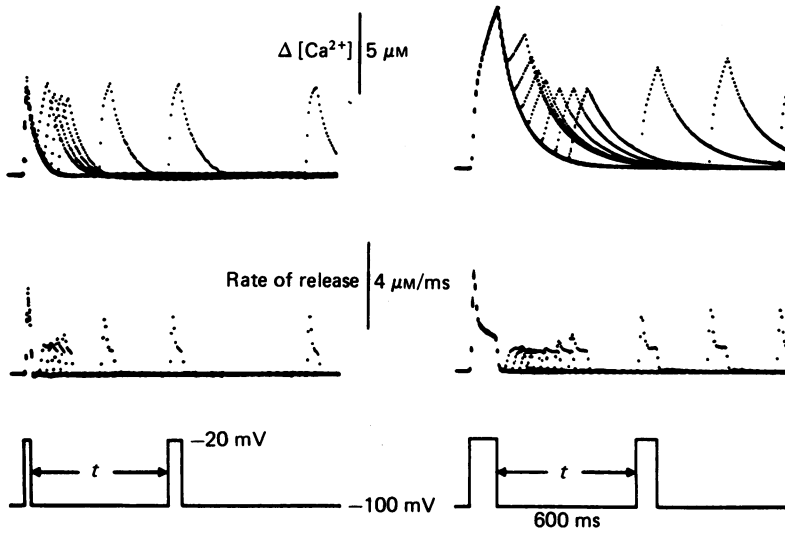 Δ [Ca²⁺] 5 μM
Rate of release 4 μM/ms
−20 mV
t
t
−100 mV
600 ms